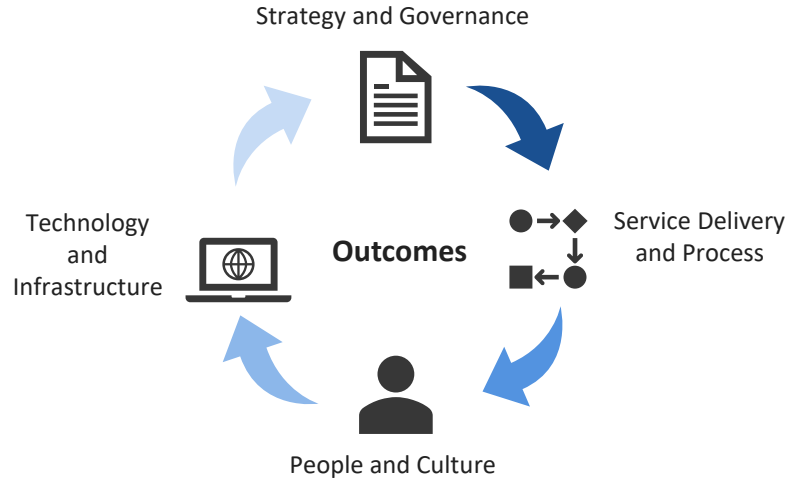 Strategy and Governance
Technology
and
Infrastructure
Outcomes
Service Delivery
and Process
People and Culture